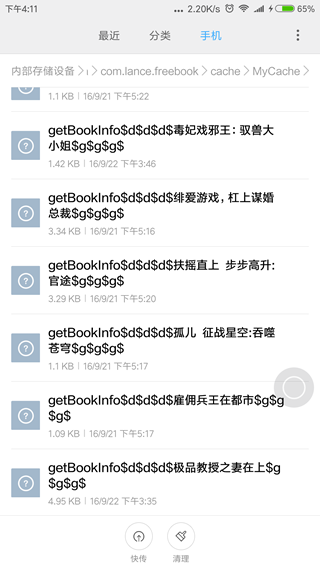 下午4:11 ... 2.20K/s 65%
最近 分类 手机
内部存储设备 > com.lance.freebook > cache > MyCache >
1.1 KB | 16/9/21 下午5:22
getBookInfo$d$d$d$毒妃戏邪王：驭兽大
小姐$g$g$g$
1.42 KB | 16/9/22 下午3:46
getBookInfo$d$d$d$绯爱游戏，杠上谋婚
总裁$g$g$g$
3.34 KB | 16/9/21 下午5:16
getBookInfo$d$d$d$扶摇直上 步步高升:
官途$g$g$g$
3.29 KB | 16/9/21 下午5:20
getBookInfo$d$d$d$孤儿 征战星空:吞噬
苍穹$g$g$g$
1.1 KB | 16/9/21 下午5:17
getBookInfo$d$d$d$雇佣兵王在都市$g$g
$g$
1.09 KB | 16/9/21 下午5:17
getBookInfo$d$d$d$极品教授之妻在上$g
$g$g$
4.95 KB | 16/9/22 下午3:35
快传 清理